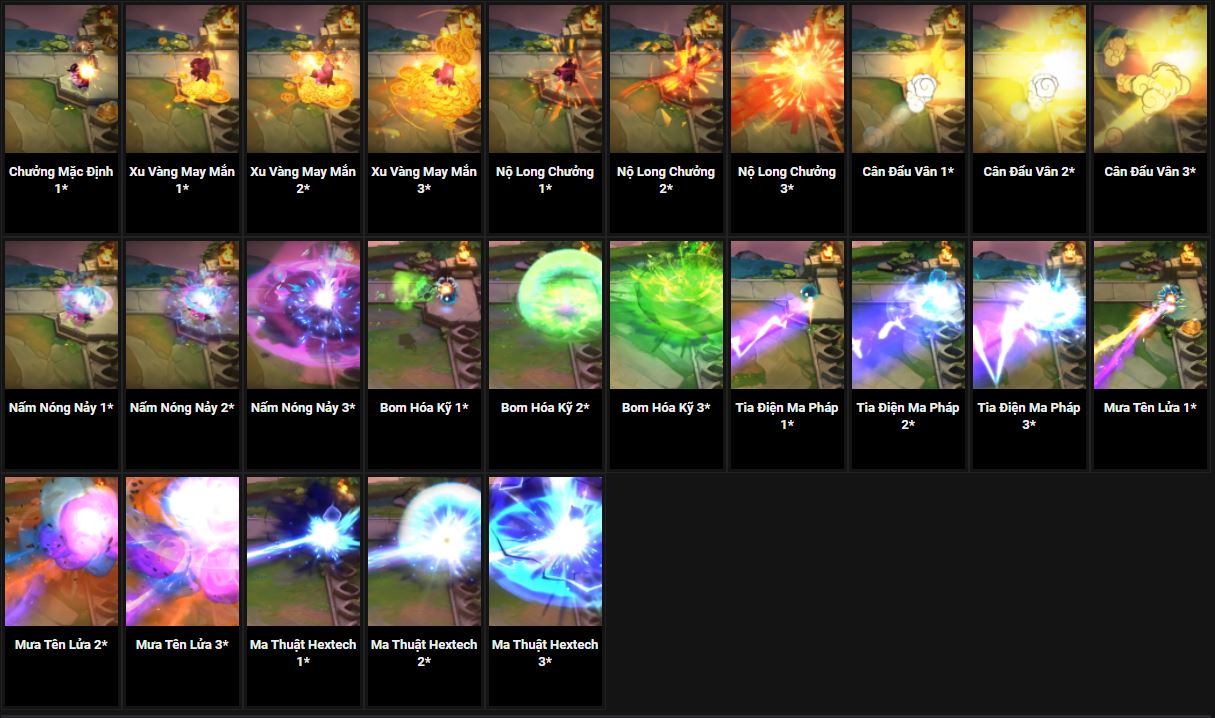 Chưởng Mặc Định
1*
Xu Vàng May Mắn
1*
Xu Vàng May Mắn
2*
Xu Vàng May Mắn
3*
Nộ Long Chưởng
1*
Nộ Long Chưởng
2*
Nộ Long Chưởng
3*
Cân Đẩu Vân 1*
Cân Đẩu Vân 2*
Cân Đẩu Vân 3*
Nấm Nóng Nảy 1*
Nấm Nóng Nảy 2*
Nấm Nóng Nảy 3*
Bom Hóa Kỹ 1*
Bom Hóa Kỹ 2*
Bom Hóa Kỹ 3*
Tia Điện Ma Pháp
1*
Tia Điện Ma Pháp
2*
Tia Điện Ma Pháp
3*
Mưa Tên Lửa 1*
Mưa Tên Lửa 2*
Mưa Tên Lửa 3*
Ma Thuật Hextech
1*
Ma Thuật Hextech
2*
Ma Thuật Hextech
3*